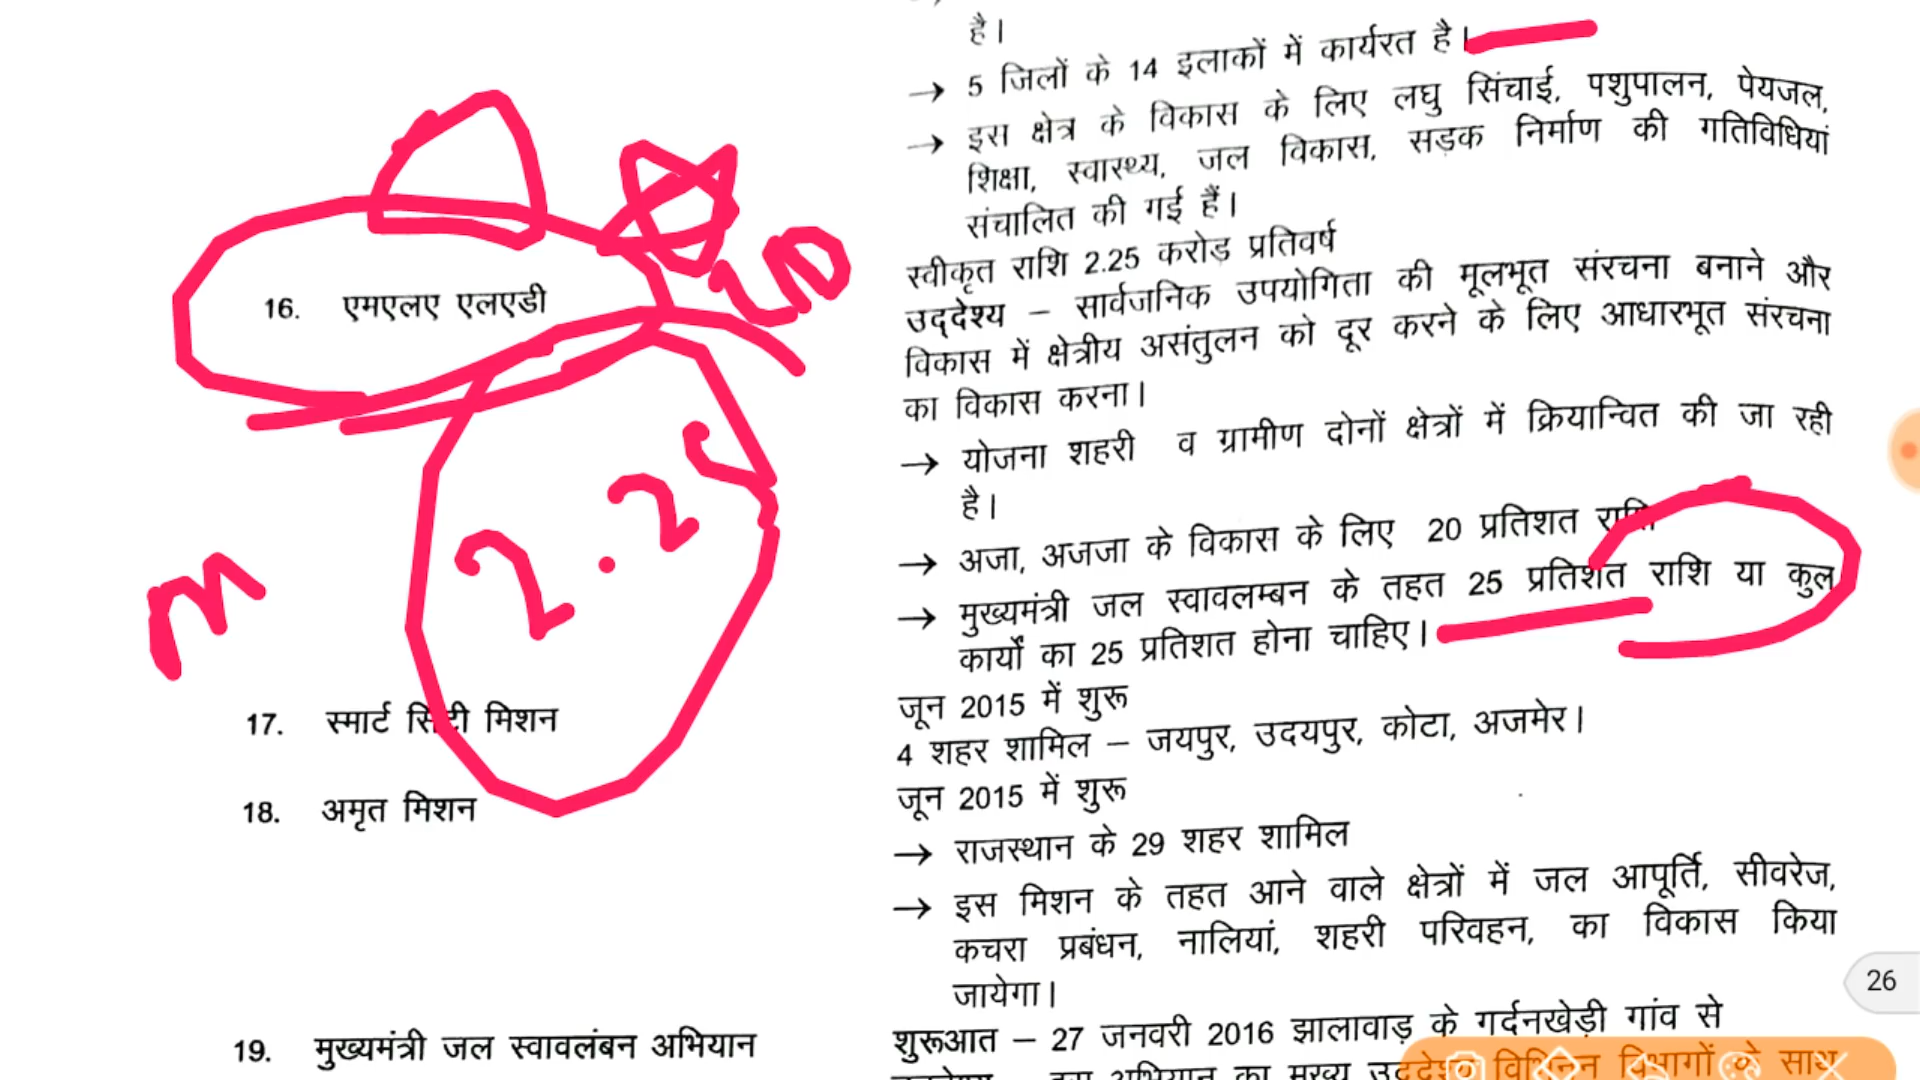 है।
→ 5 जिलों के 14 इलाकों में कार्यरत है।
→ इस क्षेत्र के विकास के लिए लघु सिंचाई, पशुपालन, पेयजल,
शिक्षा, स्वास्थ्य, जल विकास, सड़क निर्माण की गतिविधियां
संचालित की गई हैं।
16. एमएलए एलएडी
स्वीकृत राशि 2.25 करोड़ प्रतिवर्ष
उद्देश्य – सार्वजनिक उपयोगिता की मूलभूत संरचना बनाने और
विकास में क्षेत्रीय असंतुलन को दूर करने के लिए आधारभूत संरचना
का विकास करना।
→ योजना शहरी व ग्रामीण दोनों क्षेत्रों में क्रियान्वित की जा रही
है।
→ अजा, अजजा के विकास के लिए 20 प्रतिशत राशि
→ मुख्यमंत्री जल स्वावलम्बन के तहत 25 प्रतिशत राशि या कुल
कार्यों का 25 प्रतिशत होना चाहिए।
2.25
17. स्मार्ट सिटी मिशन
जून 2015 में शुरू
4 शहर शामिल – जयपुर, उदयपुर, कोटा, अजमेर।
18. अमृत मिशन
जून 2015 में शुरू
→ राजस्थान के 29 शहर शामिल
→ इस मिशन के तहत आने वाले क्षेत्रों में जल आपूर्ति, सीवरेज,
कचरा प्रबंधन, नालियां, शहरी परिवहन, का विकास किया
जायेगा।
19. मुख्यमंत्री जल स्वावलंबन अभियान
शुरूआत – 27 जनवरी 2016 झालावाड़ के गर्दनखेड़ी गांव से
26